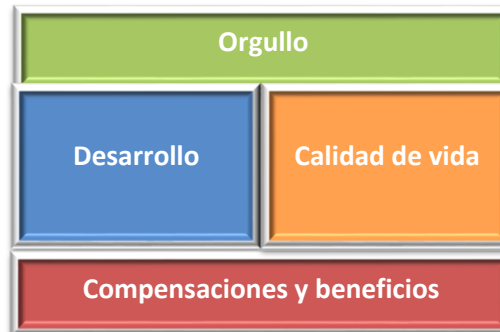 Orgullo
Desarrollo
Calidad de vida
Compensaciones y beneficios